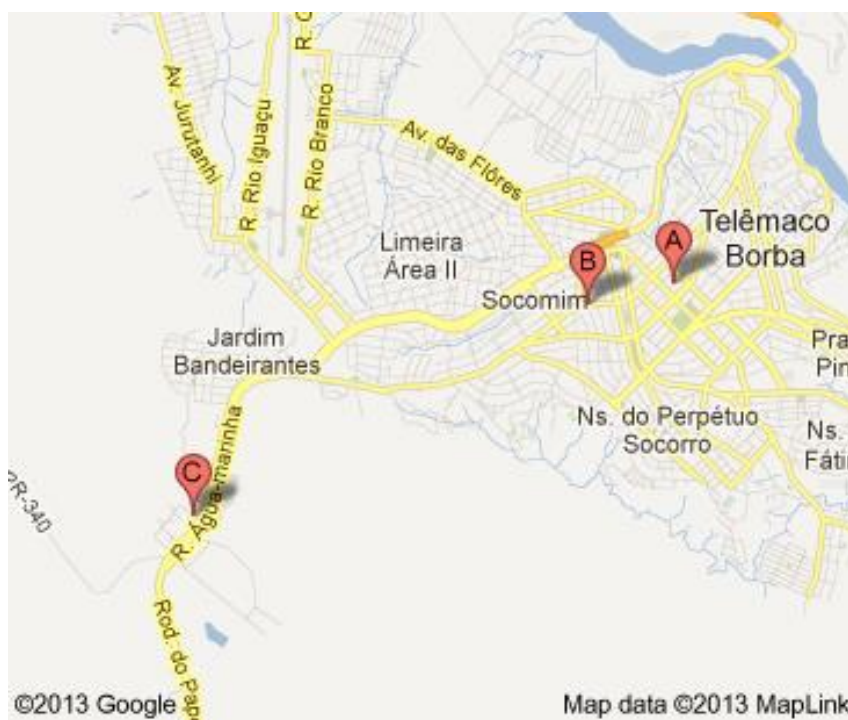 R. C
Av. Jurutanhi
R. Rio Iguaçu
R. Rio Branco
Av. das Flôres
Telêmaco
Borba
A
B
Limeira
Área II
Socomim
Jardim
Bandeirantes
Pra
Pin
Ns. do Perpétuo
Socorro
Ns.
Fáti
C
PR-340
R. Água-marinha
Rod. do Pape
©2013 Google
Map data ©2013 MapLink